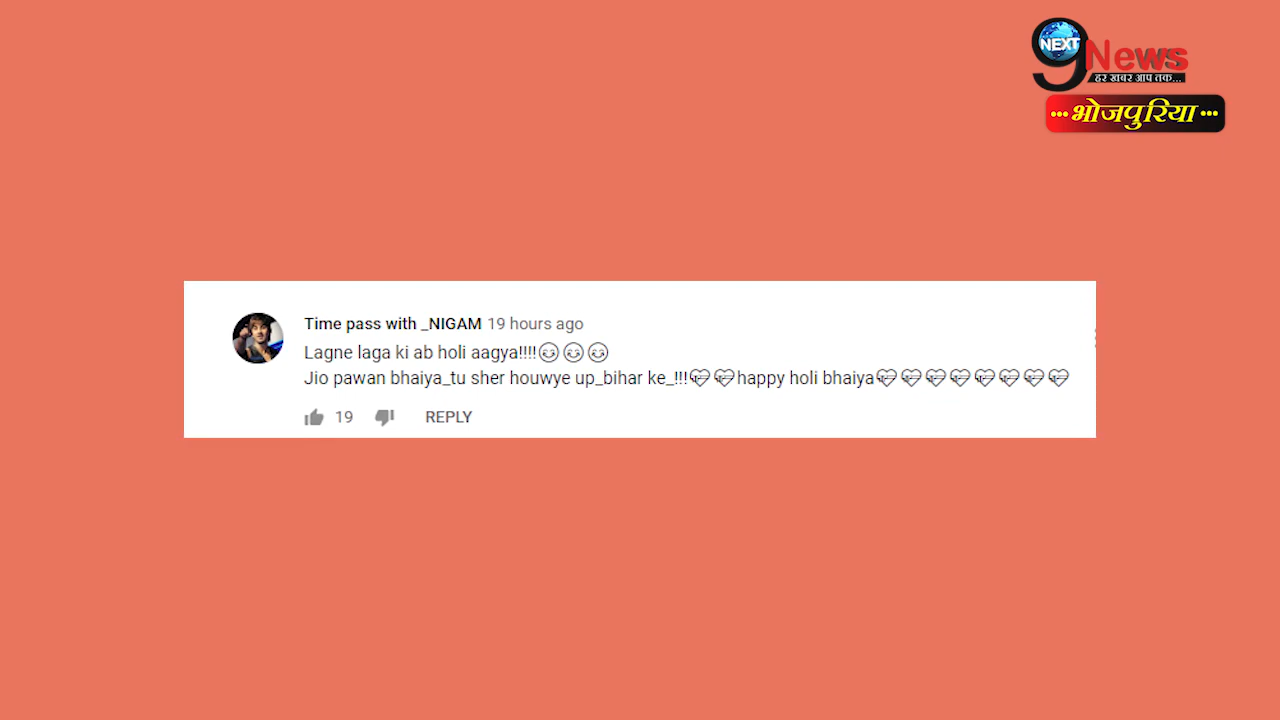 NEXT
9 News
हर खबर आप तक...
···भोजपुरिया···
Time pass with _NIGAM 19 hours ago
Lagne laga ki ab holi aagya!!!!😊😊😊
Jio pawan bhaiya_tu sher houwye up_bihar ke_!!!💘💘happy holi bhaiya💘💘💘💘💘💘💘💘
19 REPLY